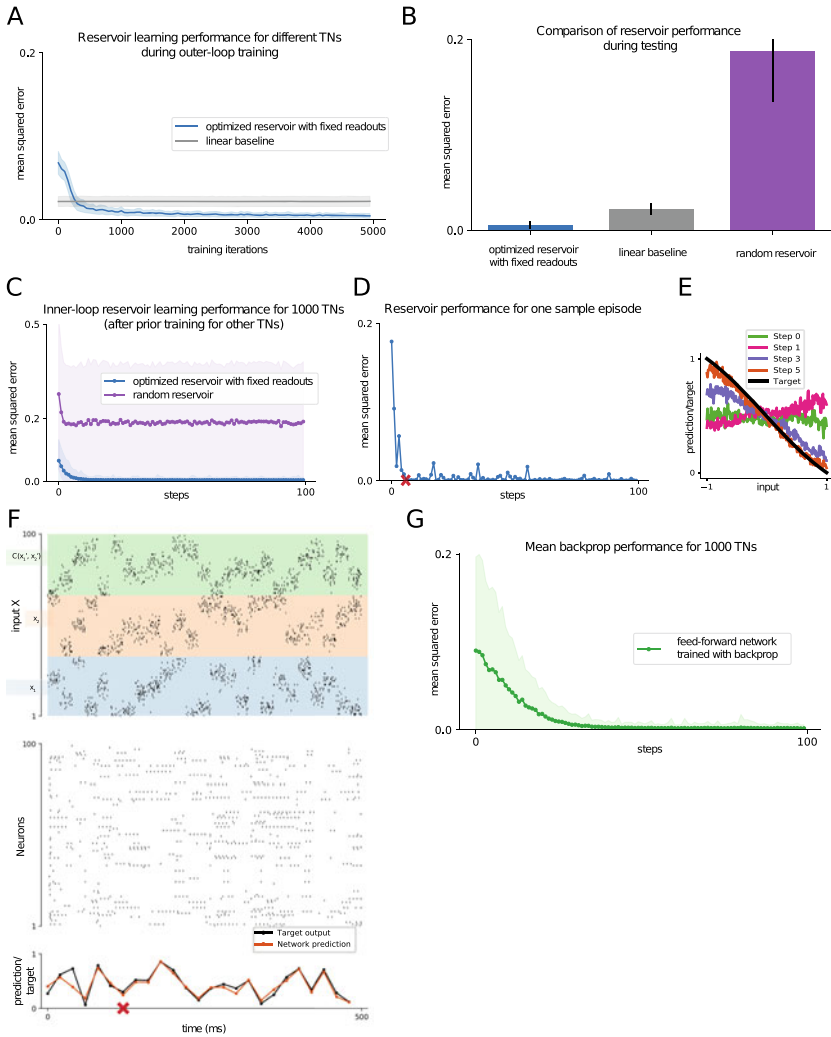 A
Reservoir learning performance for different TNs
during outer-loop training
0.2
mean squared error
optimized reservoir with fixed readouts
linear baseline
0.0
0
1000
2000
3000
4000
5000
training iterations
B
Comparison of reservoir performance
during testing
0.2
mean squared error
0.0
optimized reservoir
with fixed readouts
linear baseline
random reservoir
C
Inner-loop reservoir learning performance for 1000 TNs
(after prior training for other TNs)
0.5
mean squared error
optimized reservoir with fixed readouts
random reservoir
0.2
0.0
0
steps
100
D
Reservoir performance for one sample episode
0.2
mean squared error
0.0
0
steps
100
E
Step 0
Step 1
Step 3
Step 5
Target
1
prediction/target
0
−1
input
1
F
100
C(x₁', x₂')
input X
x₂
x₁
1
100
Neurons
1
Target output
Network prediction
1
prediction/
target
0
0
500
time (ms)
G
Mean backprop performance for 1000 TNs
0.2
mean squared error
feed-forward network
trained with backprop
0.0
0
steps
100